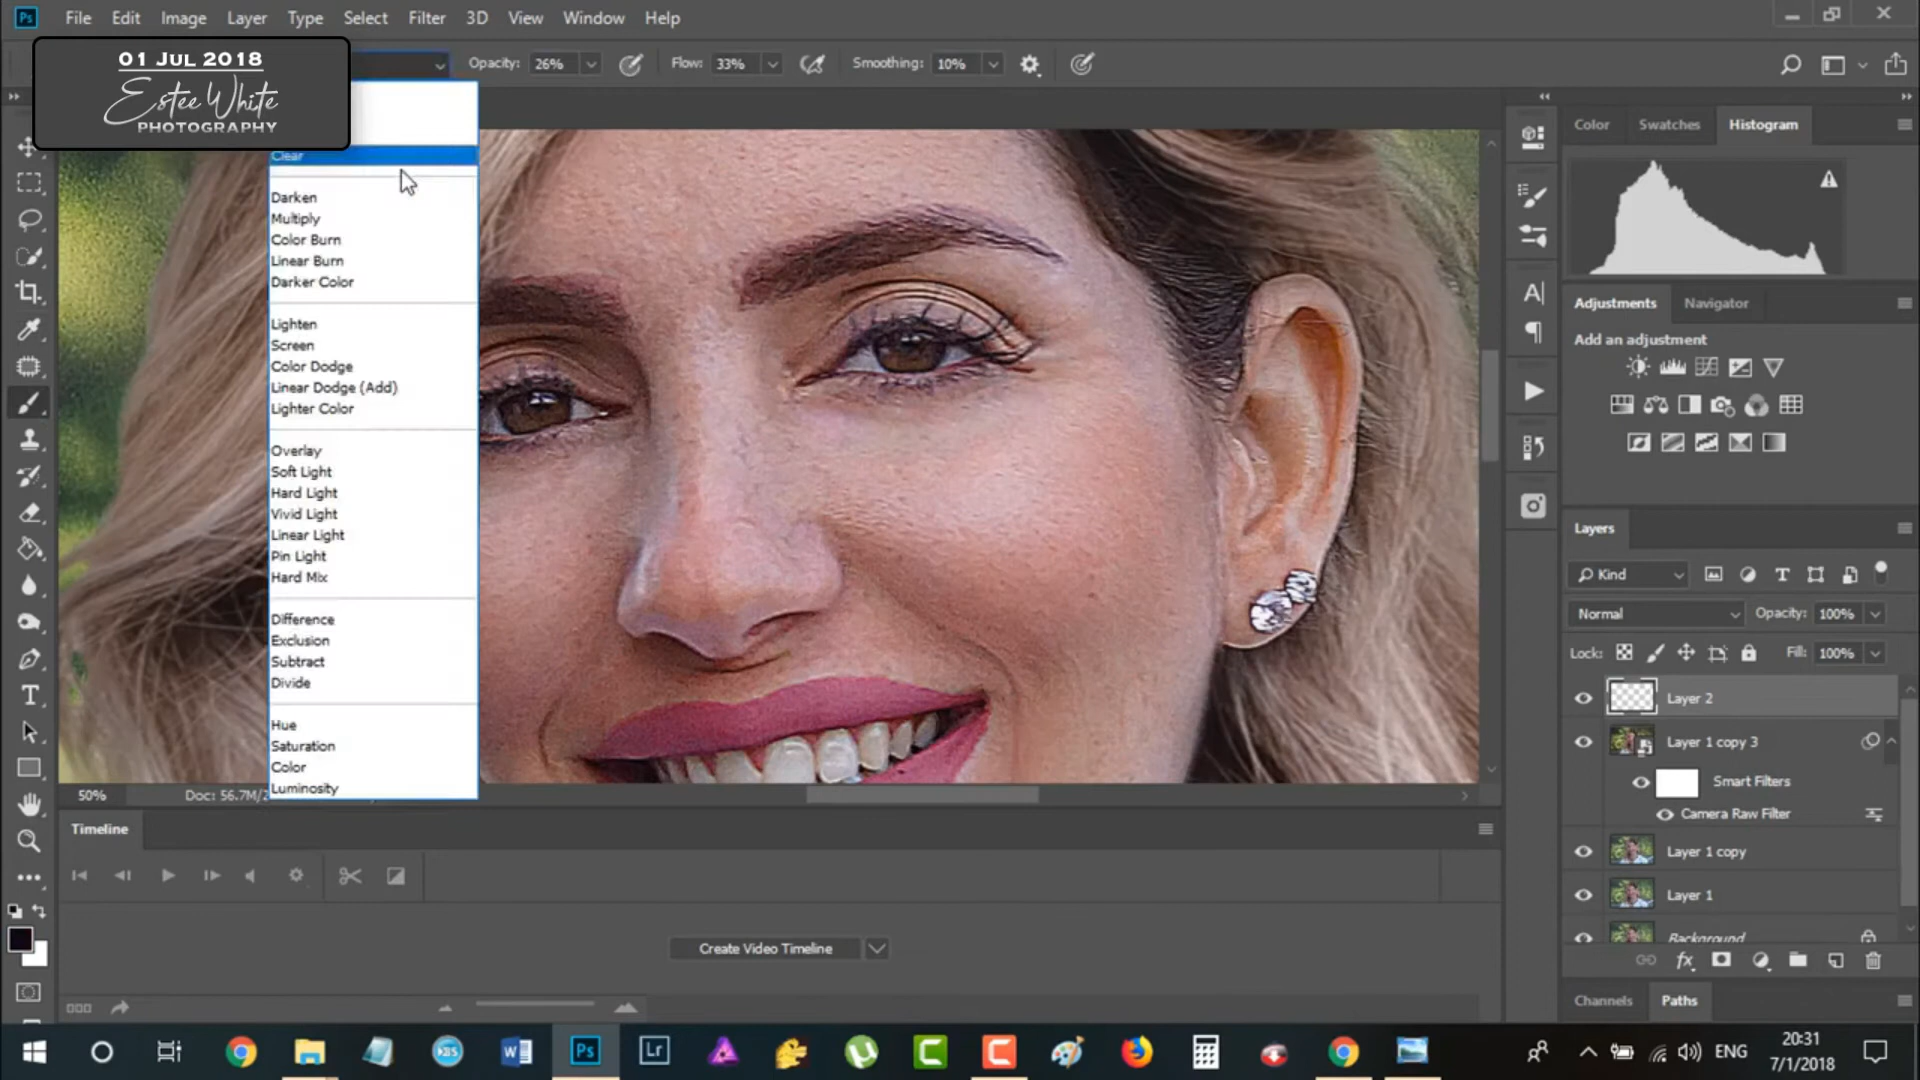 Ps File Edit Image Layer Type Select Filter 3D View Window Help
01 Jul 2018
Estee White
PHOTOGRAPHY
Opacity: 26% Flow: 33% Smoothing: 10%
Clear
Darken
Multiply
Color Burn
Linear Burn
Darker Color
Lighten
Screen
Color Dodge
Linear Dodge (Add)
Lighter Color
Overlay
Soft Light
Hard Light
Vivid Light
Linear Light
Pin Light
Hard Mix
Difference
Exclusion
Subtract
Divide
Hue
Saturation
Color
Luminosity
Color Swatches Histogram
Adjustments Navigator
Add an adjustment
Layers
Kind
Normal Opacity: 100%
Lock: Fill: 100%
Layer 2
Layer 1 copy 3
Smart Filters
Camera Raw Filter
Layer 1 copy
Layer 1
Background
Channels Paths
50% Doc: 56.7M/2
Timeline
Create Video Timeline
Ps Lr
ENG
20:31
7/1/2018